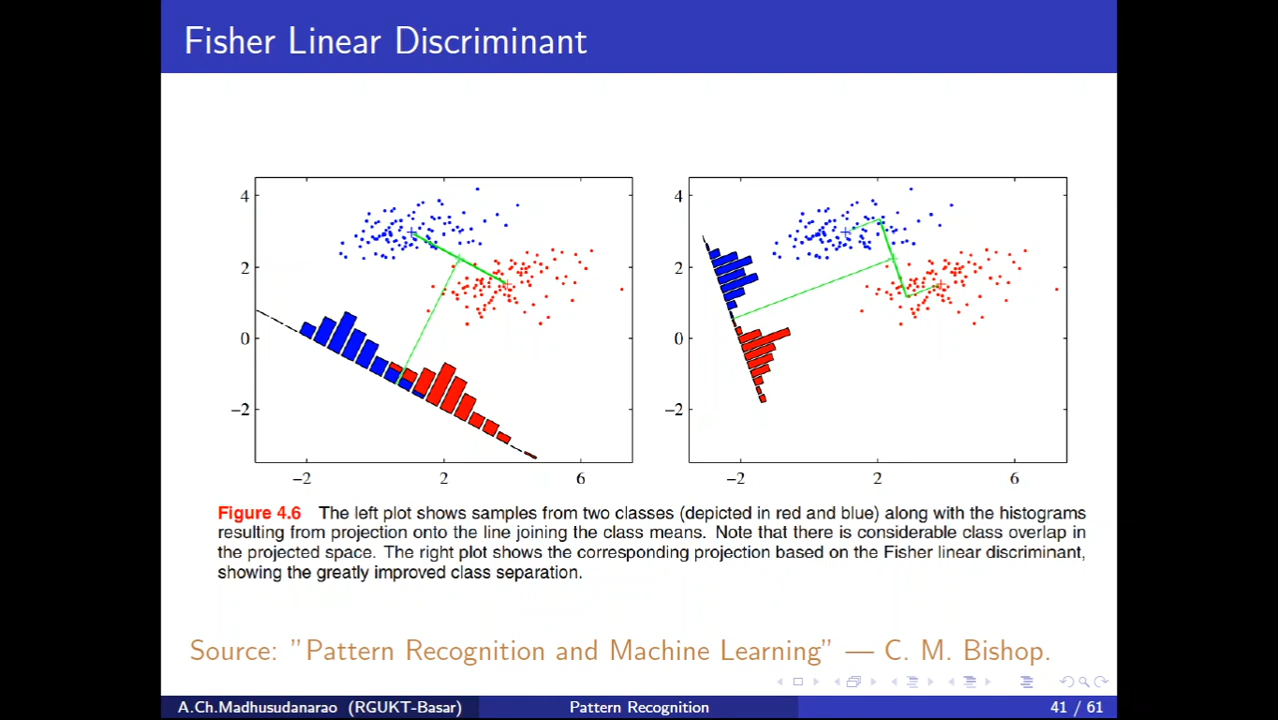 Fisher Linear Discriminant
4
2
0
−2
−2
2
6
4
2
0
−2
−2
2
6
Figure 4.6 The left plot shows samples from two classes (depicted in red and blue) along with the histograms
resulting from projection onto the line joining the class means. Note that there is considerable class overlap in
the projected space. The right plot shows the corresponding projection based on the Fisher linear discriminant,
showing the greatly improved class separation.
Source: ”Pattern Recognition and Machine Learning” — C. M. Bishop.
A.Ch.Madhusudanarao (RGUKT-Basar) Pattern Recognition 41 / 61